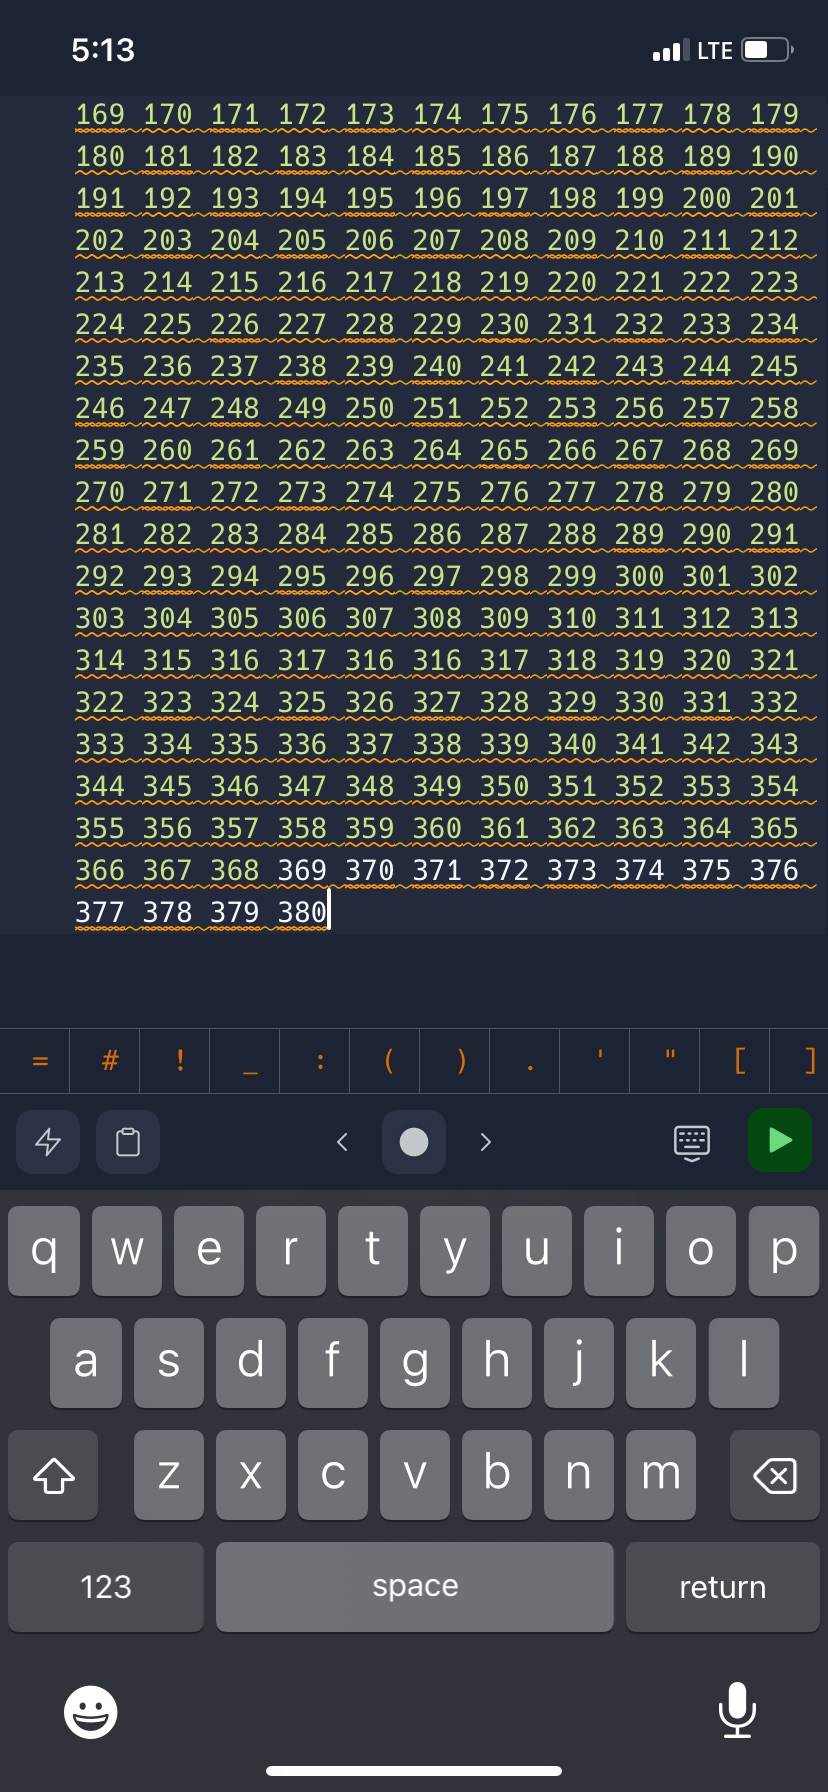 5:13 LTE
169 170 171 172 173 174 175 176 177 178 179
180 181 182 183 184 185 186 187 188 189 190
191 192 193 194 195 196 197 198 199 200 201
202 203 204 205 206 207 208 209 210 211 212
213 214 215 216 217 218 219 220 221 222 223
224 225 226 227 228 229 230 231 232 233 234
235 236 237 238 239 240 241 242 243 244 245
246 247 248 249 250 251 252 253 256 257 258
259 260 261 262 263 264 265 266 267 268 269
270 271 272 273 274 275 276 277 278 279 280
281 282 283 284 285 286 287 288 289 290 291
292 293 294 295 296 297 298 299 300 301 302
303 304 305 306 307 308 309 310 311 312 313
314 315 316 317 316 316 317 318 319 320 321
322 323 324 325 326 327 328 329 330 331 332
333 334 335 336 337 338 339 340 341 342 343
344 345 346 347 348 349 350 351 352 353 354
355 356 357 358 359 360 361 362 363 364 365
366 367 368 369 370 371 372 373 374 375 376
377 378 379 380
= # ! _ : ( ) . ' " [ ]
q w e r t y u i o p
a s d f g h j k l
z x c v b n m
123 space return